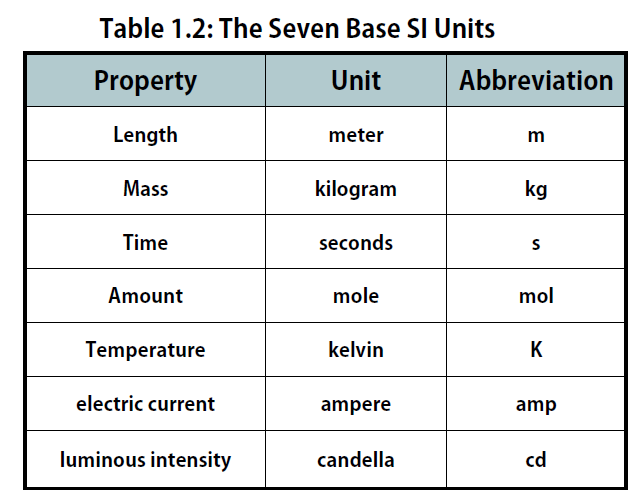 Table 1.2: The Seven Base SI Units
Property Unit Abbreviation
Length meter m
Mass kilogram kg
Time seconds s
Amount mole mol
Temperature kelvin K
electric current ampere amp
luminous intensity candella cd